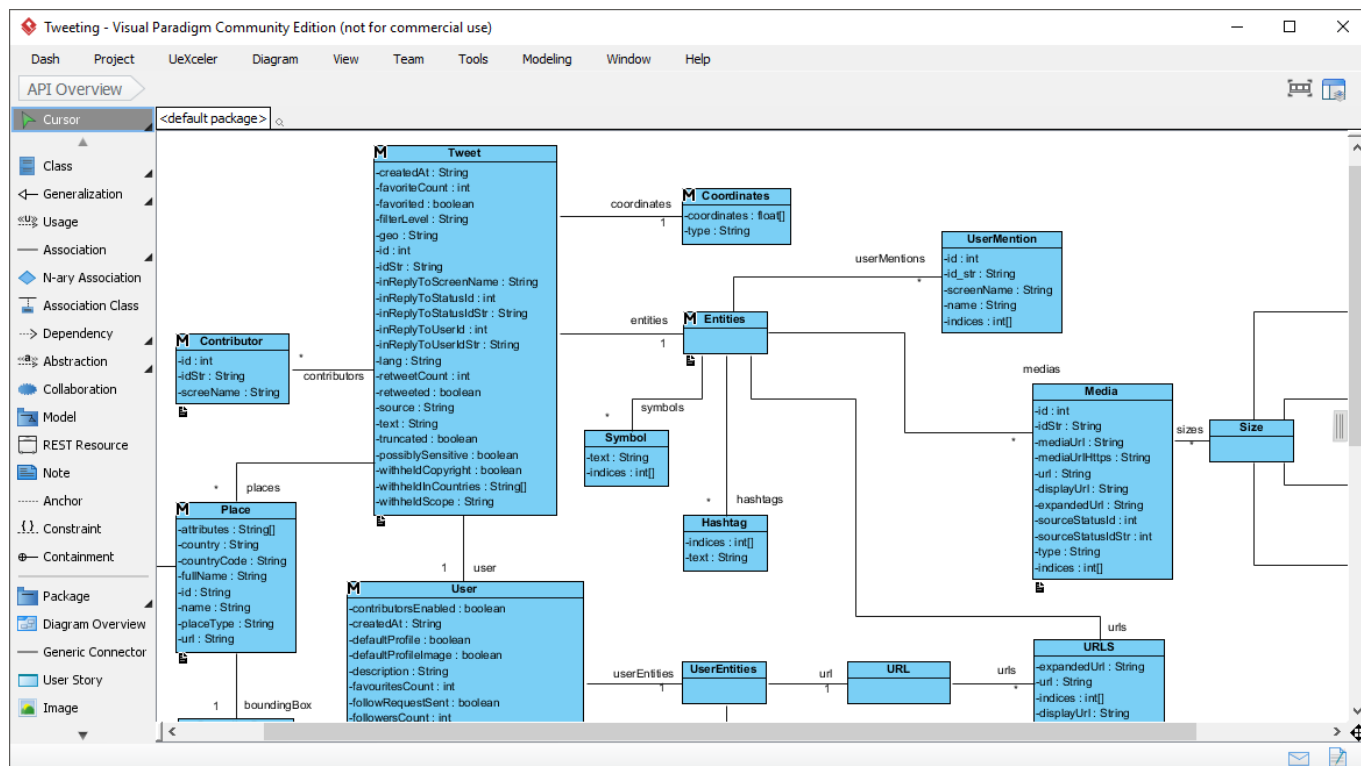 Tweeting - Visual Paradigm Community Edition (not for commercial use)
Dash Project UeXceler Diagram View Team Tools Modeling Window Help
API Overview
Cursor
<default package>
Class
Generalization
«U» Usage
Association
N-ary Association
Association Class
Dependency
«a» Abstraction
Collaboration
Model
REST Resource
Note
Anchor
{} Constraint
Containment
Package
Diagram Overview
Generic Connector
User Story
Image
M Tweet
-createdAt : String
-favoriteCount : int
-favorited : boolean
-filterLevel : String
-geo : String
-id : int
-idStr : String
-inReplyToScreenName : String
-inReplyToStatusId : int
-inReplyToStatusIdStr : String
-inReplyToUserId : int
-inReplyToUserIdStr : String
-lang : String
-retweetCount : int
-retweeted : boolean
-source : String
-text : String
-truncated : boolean
-possiblySensitive : boolean
-withheldCopyright : boolean
-withheldInCountries : String[]
-withheldScope : String
coordinates
1
M Coordinates
-coordinates : float[]
-type : String
UserMention
-id : int
-id_str : String
-screenName : String
-name : String
-indices : int[]
userMentions
*
entities
1
M Entities
M Contributor
-id : int
-idStr : String
-screeName : String
*
contributors
medias
*
Media
-id : int
-idStr : String
-mediaUrl : String
-mediaUrlHttps : String
-url : String
-displayUrl : String
-expandedUrl : String
-sourceStatusId : int
-sourceStatusIdStr : int
-type : String
-indices : int[]
sizes
*
Size
symbols
*
Symbol
-text : String
-indices : int[]
hashtags
*
Hashtag
-indices : int[]
-text : String
* places
M Place
-attributes : String[]
-country : String
-countryCode : String
-fullName : String
-id : String
-name : String
-placeType : String
-url : String
1 boundingBox
1 user
M User
-contributorsEnabled : boolean
-createdAt : String
-defaultProfile : boolean
-defaultProfileImage : boolean
-description : String
-favouritesCount : int
-followRequestSent : boolean
-followersCount : int
userEntities
1
UserEntities
url
1
URL
urls
*
urls
URLS
-expandedUrl : String
-url : String
-indices : int[]
-displayUrl : String